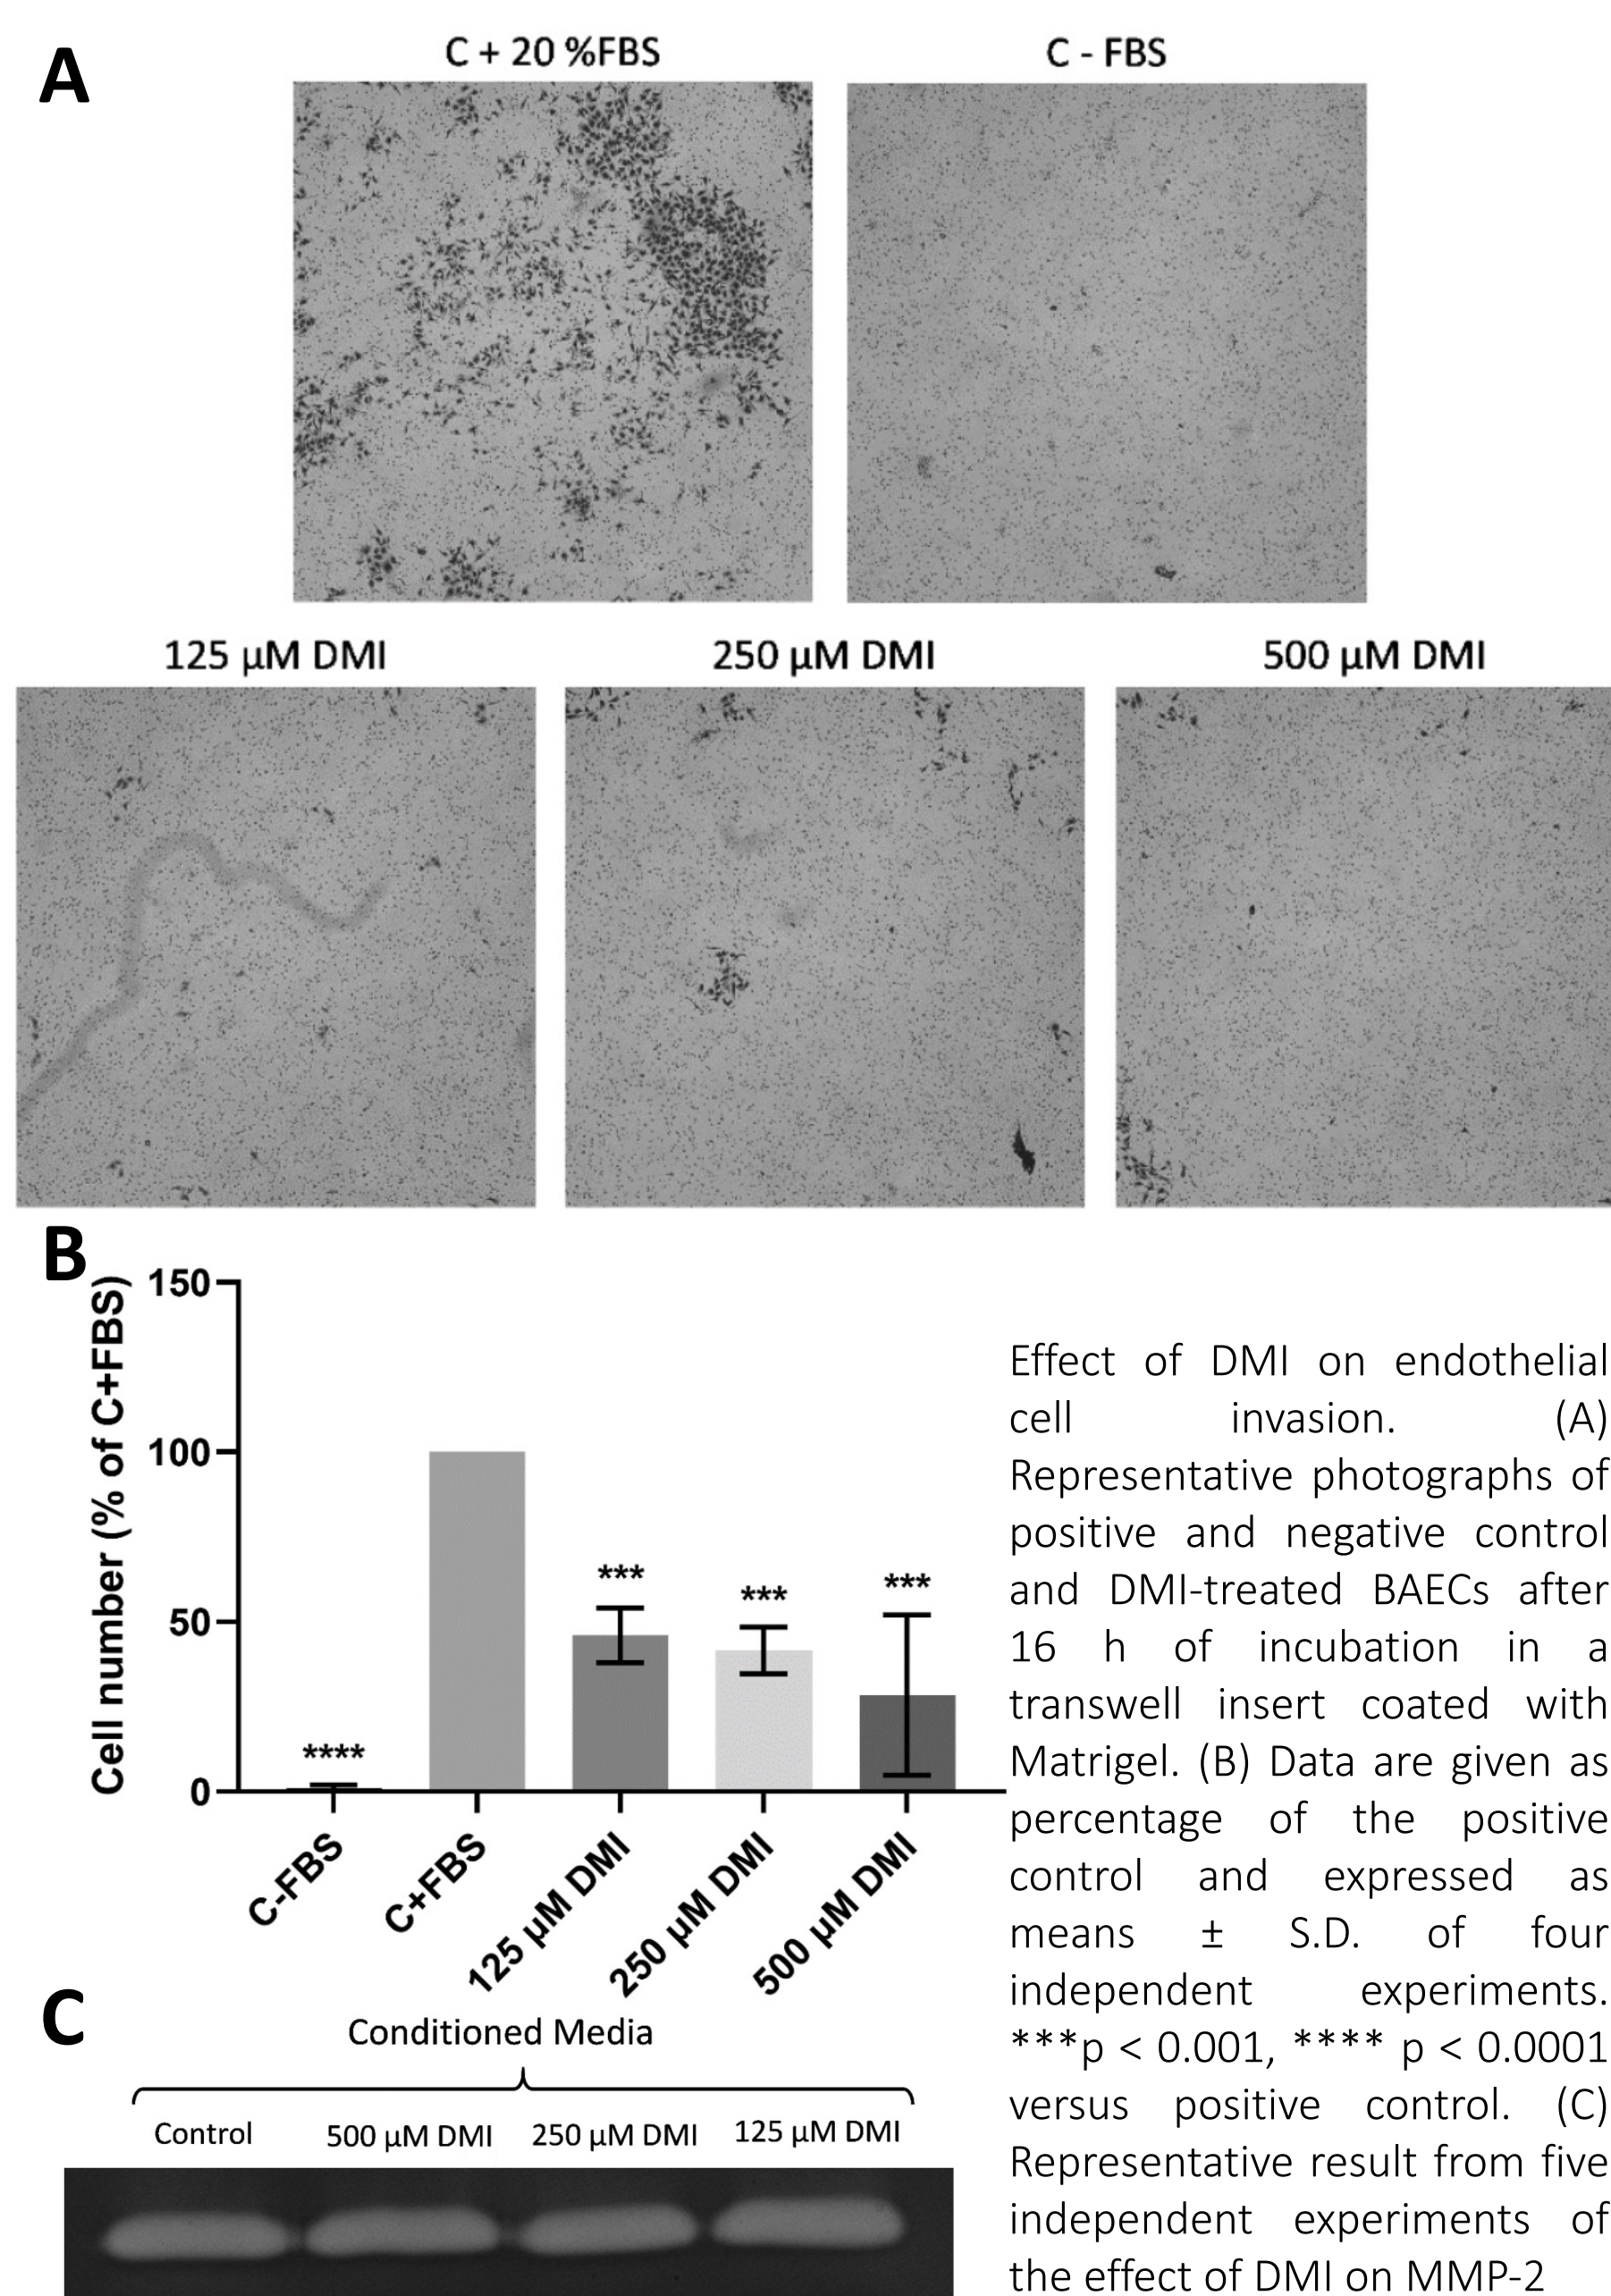 A
C + 20 %FBS
C - FBS
125 µM DMI
250 µM DMI
500 µM DMI
B
Cell number (% of C+FBS)
150
100
50
0
****
***
***
***
C-FBS
C+FBS
125 µM DMI
250 µM DMI
500 µM DMI
Effect of DMI on endothelial
cell invasion. (A)
Representative photographs of
positive and negative control
and DMI-treated BAECs after
16 h of incubation in a
transwell insert coated with
Matrigel. (B) Data are given as
percentage of the positive
control and expressed as
means ± S.D. of four
independent experiments.
***p < 0.001, **** p < 0.0001
versus positive control. (C)
Representative result from five
independent experiments of
the effect of DMI on MMP-2
C
Conditioned Media
Control
500 µM DMI
250 µM DMI
125 µM DMI